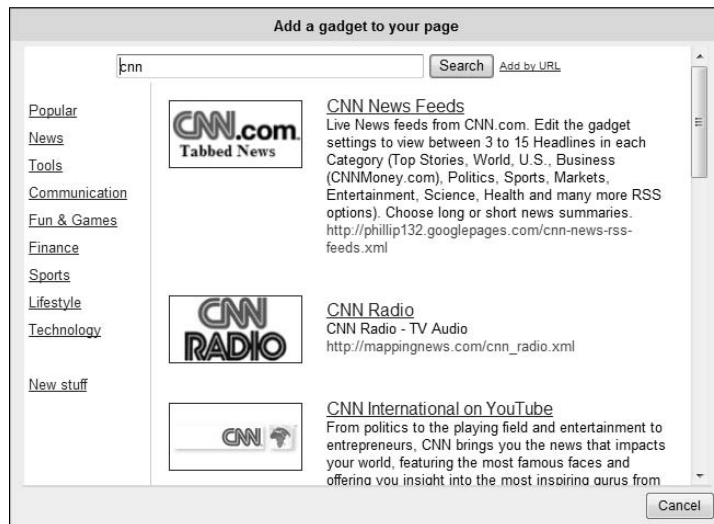 Add a gadget to your page
cnn
Search
Add by URL
Popular
News
Tools
Communication
Fun & Games
Finance
Sports
Lifestyle
Technology
New stuff
CNN.com
Tabbed News
CNN News Feeds
Live News feeds from CNN.com. Edit the gadget
settings to view between 3 to 15 Headlines in each
Category (Top Stories, World, U.S., Business
(CNNMoney.com), Politics, Sports, Markets,
Entertainment, Science, Health and many more RSS
options). Choose long or short news summaries.
http://phillip132.googlepages.com/cnn-news-rss-
feeds.xml
CNN
RADIO
CNN Radio
CNN Radio - TV Audio
http://mappingnews.com/cnn_radio.xml
CNN
CNN International on YouTube
From politics to the playing field and entertainment to
entrepreneurs, CNN brings you the news that impacts
your world, featuring the most famous faces and
offering you insight into the most inspiring gurus from
Cancel